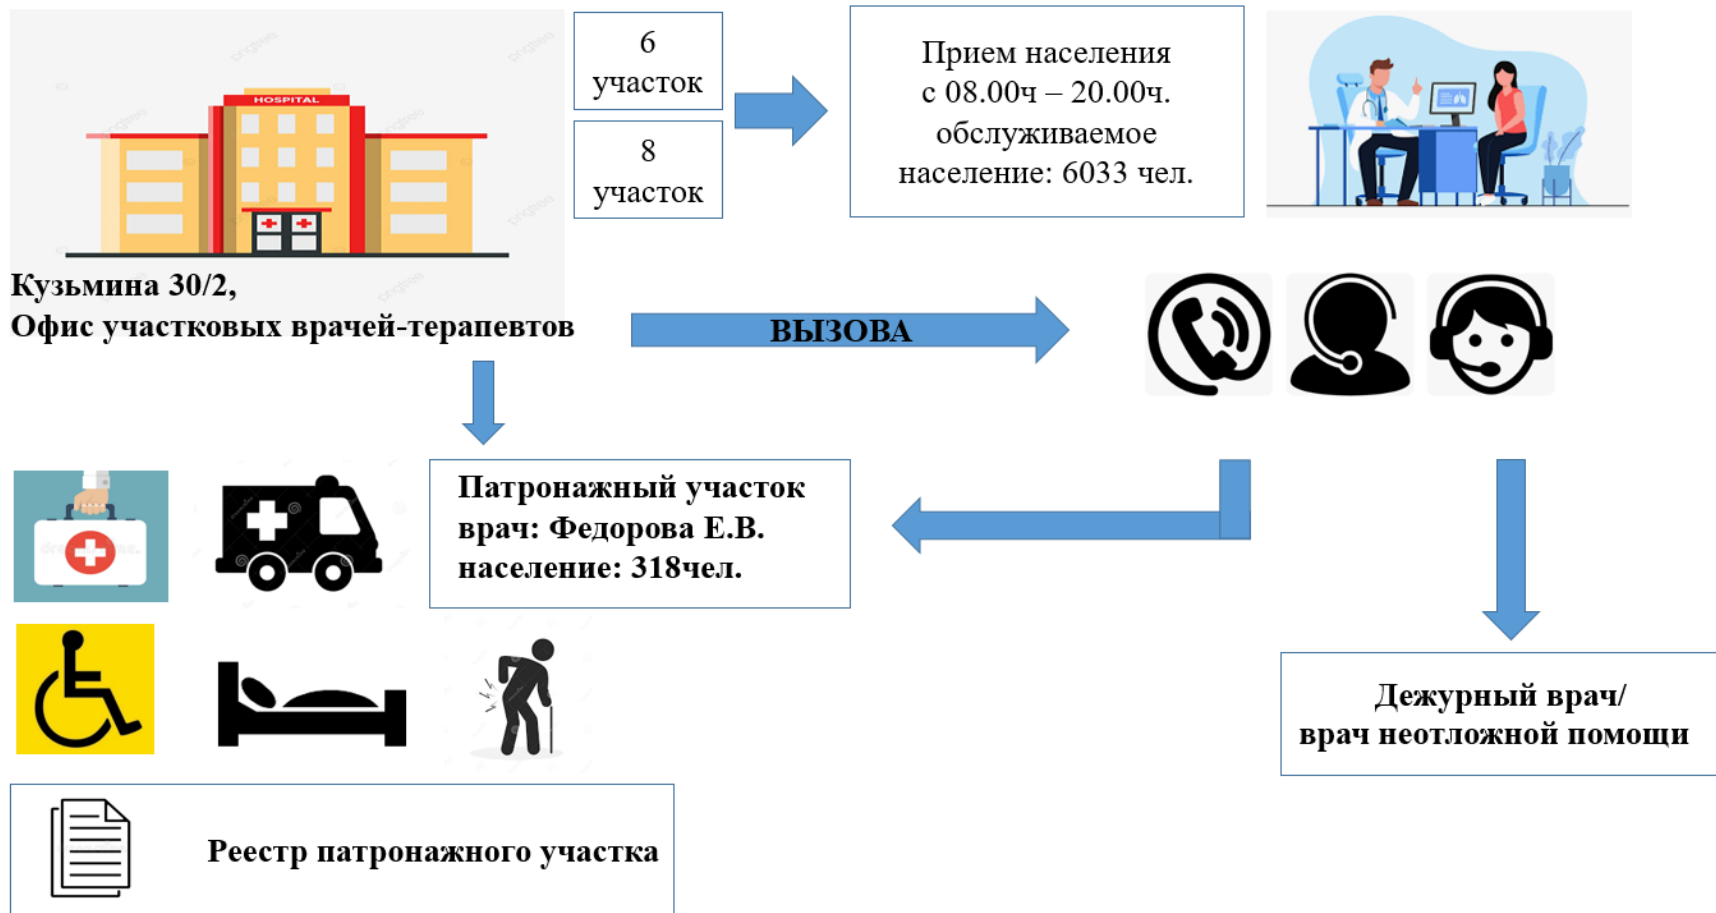 HOSPITAL
6
участок
8
участок
Прием населения
с 08.00ч – 20.00ч.
обслуживаемое
население: 6033 чел.
Кузьмина 30/2,
Офис участковых врачей-терапевтов
ВЫЗОВА
Патронажный участок
врач: Федорова Е.В.
население: 318чел.
Дежурный врач/
врач неотложной помощи
Реестр патронажного участка